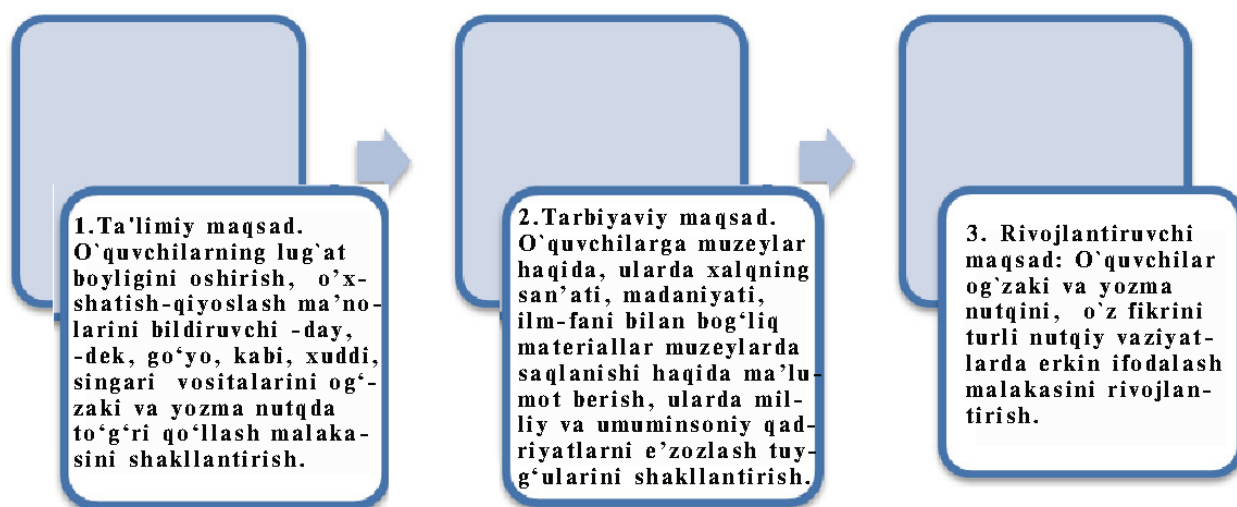 1.Ta'limiy maqsad.
O`quvchilarning lug`at
boyligini oshirish, o’x-
shatish-qiyoslash ma’no-
larini bildiruvchi -day,
-dek, go‘yo, kabi, xuddi,
singari vositalarini og‘-
zaki va yozma nutqda
to‘g‘ri qo‘llash malaka-
sini shakllantirish.
2.Tarbiyaviy maqsad.
O`quvchilarga muzeylar
haqida, ularda xalqning
san’ati, madaniyati,
ilm-fani bilan bog‘liq
materiallar muzeylarda
saqlanishi haqida ma’lu-
mot berish, ularda mil-
liy va umuminsoniy qad-
riyatlarni e’zozlash tuy-
g‘ularini shakllantirish.
3. Rivojlantiruvchi
maqsad: O`quvchilar
og`zaki va yozma
nutqini, o`z fikrini
turli nutqiy vaziyat-
larda erkin ifodalash
malakasini rivojlan-
tirish.